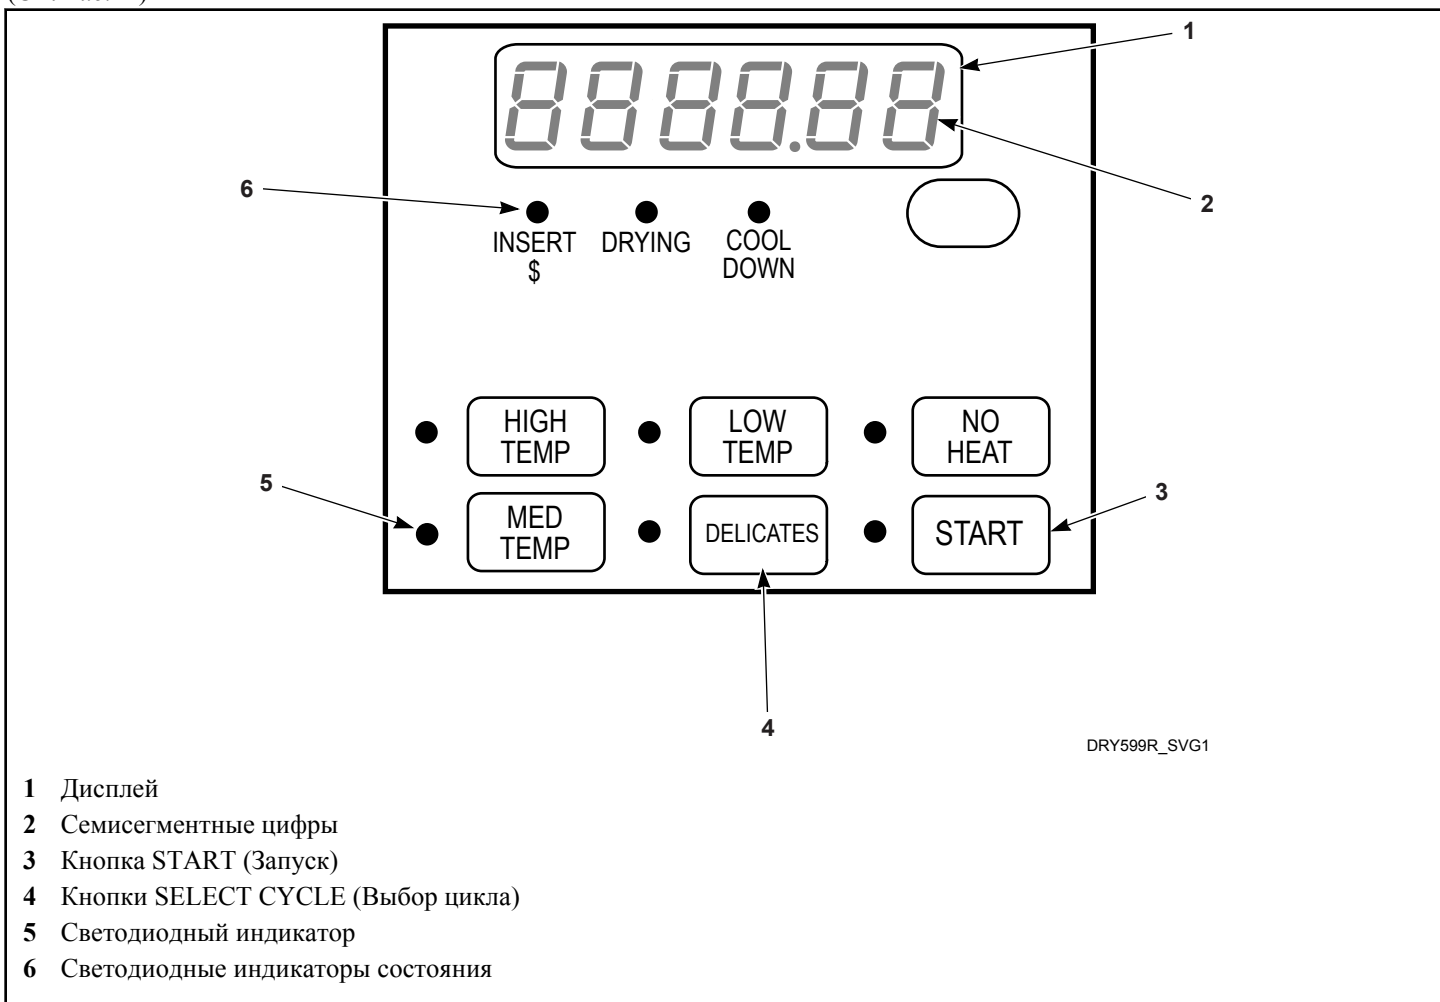 8888.88
1
2
6
INSERT
$
DRYING
COOL
DOWN
HIGH
TEMP
LOW
TEMP
NO
HEAT
5
3
MED
TEMP
DELICATES
START
4
DRY599R_SVG1
1 Дисплей
2 Семисегментные цифры
3 Кнопка START (Запуск)
4 Кнопки SELECT CYCLE (Выбор цикла)
5 Светодиодный индикатор
6 Светодиодные индикаторы состояния